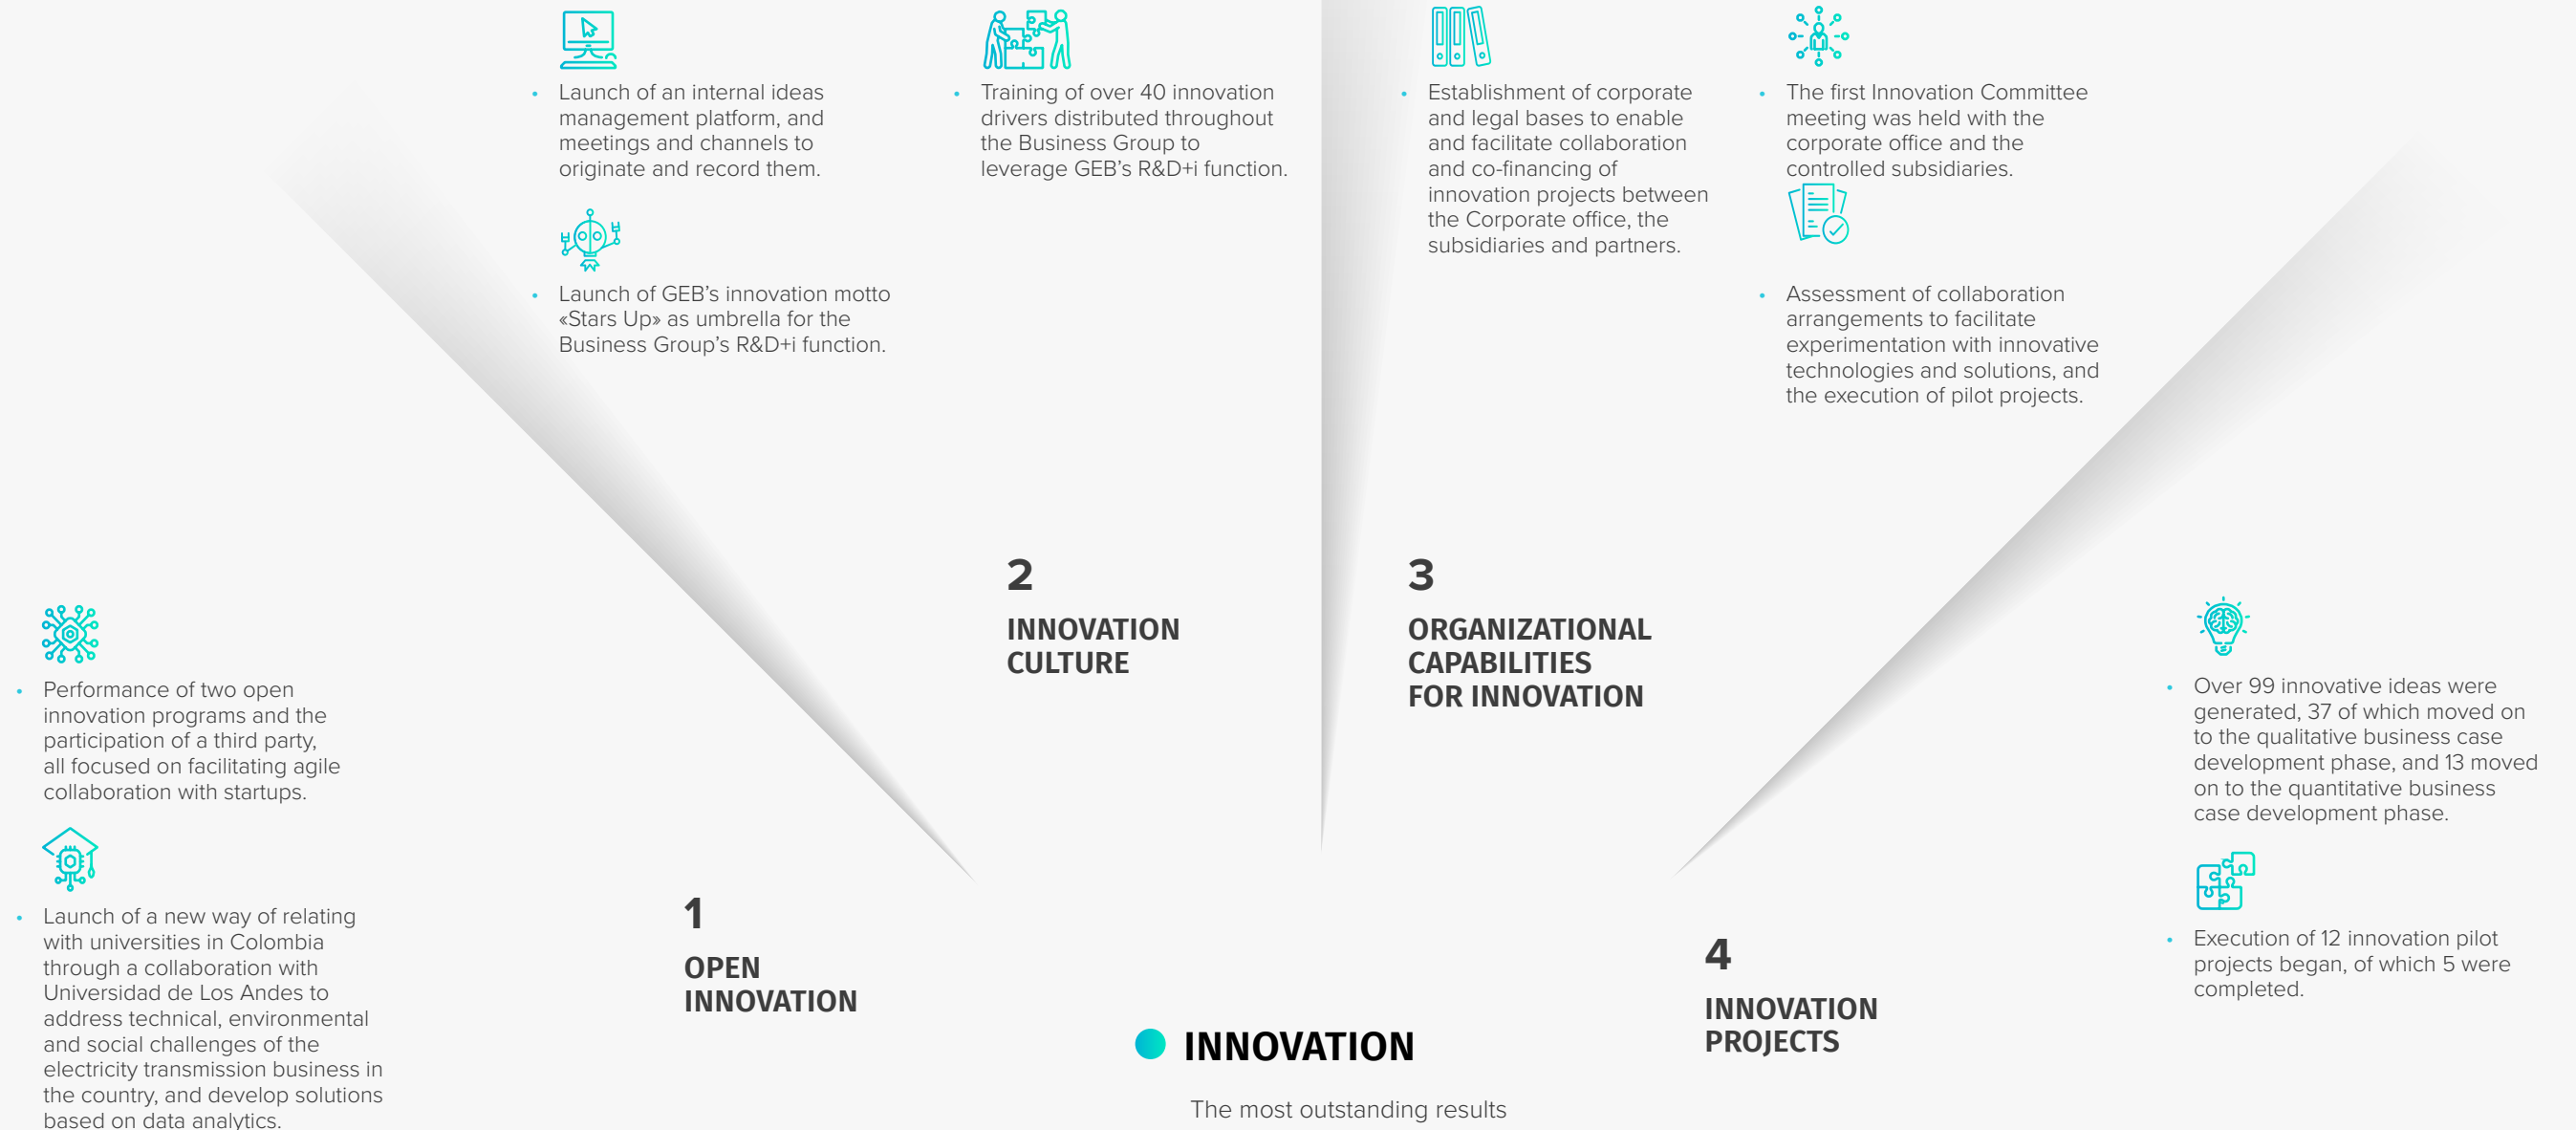 INNOVATION
The most outstanding results
1
OPEN
INNOVATION
• Performance of two open
innovation programs and the
participation of a third party,
all focused on facilitating agile
collaboration with startups.
• Launch of a new way of relating
with universities in Colombia
through a collaboration with
Universidad de Los Andes to
address technical, environmental
and social challenges of the
electricity transmission business in
the country, and develop solutions
based on data analytics.
2
INNOVATION
CULTURE
• Launch of an internal ideas
management platform, and
meetings and channels to
originate and record them.
• Launch of GEB’s innovation motto
«Stars Up» as umbrella for the
Business Group’s R&D+i function.
• Training of over 40 innovation
drivers distributed throughout
the Business Group to
leverage GEB’s R&D+i function.
3
ORGANIZATIONAL
CAPABILITIES
FOR INNOVATION
• Establishment of corporate
and legal bases to enable
and facilitate collaboration
and co-financing of
innovation projects between
the Corporate office, the
subsidiaries and partners.
• The first Innovation Committee
meeting was held with the
corporate office and the
controlled subsidiaries.
• Assessment of collaboration
arrangements to facilitate
experimentation with innovative
technologies and solutions, and
the execution of pilot projects.
4
INNOVATION
PROJECTS
• Over 99 innovative ideas were
generated, 37 of which moved on
to the qualitative business case
development phase, and 13 moved
on to the quantitative business
case development phase.
• Execution of 12 innovation pilot
projects began, of which 5 were
completed.